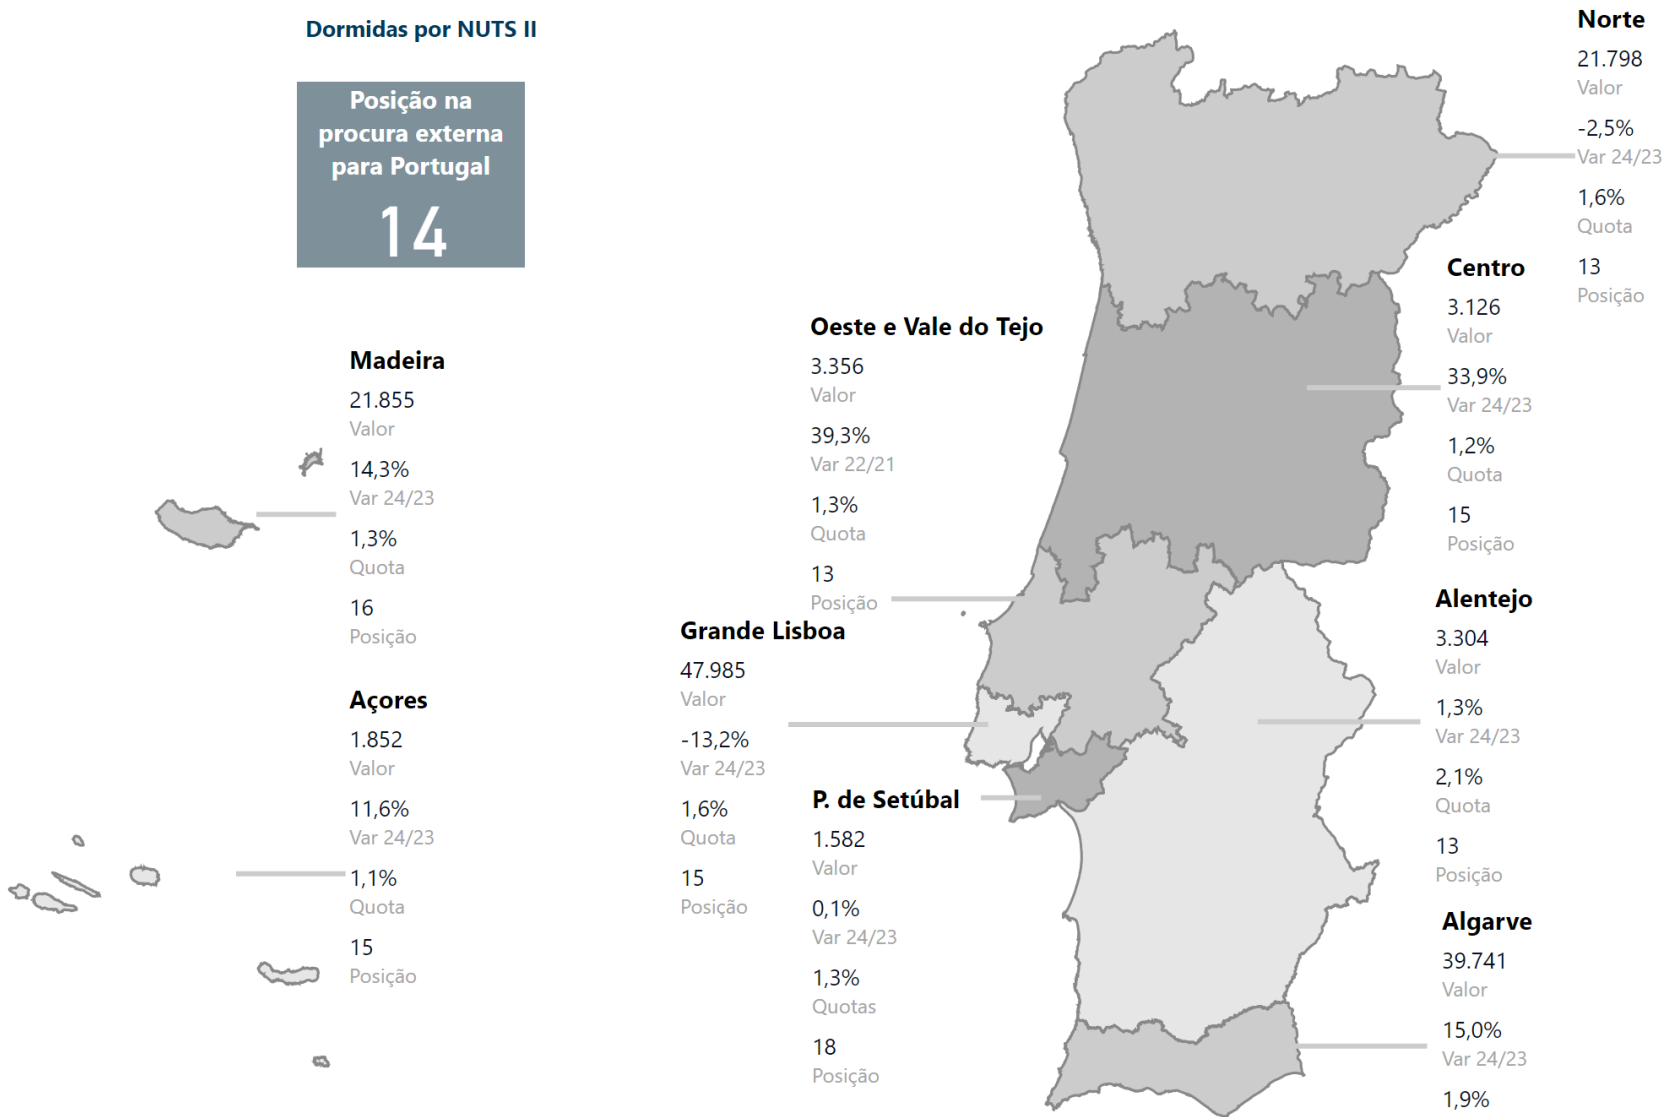 Dormidas por NUTS II
Posição na
procura externa
para Portugal
14
Norte
21.798
Valor
-2,5%
Var 24/23
1,6%
Quota
13
Posição
Centro
3.126
Valor
33,9%
Var 24/23
1,2%
Quota
15
Posição
Oeste e Vale do Tejo
3.356
Valor
39,3%
Var 22/21
1,3%
Quota
13
Posição
Madeira
21.855
Valor
14,3%
Var 24/23
1,3%
Quota
16
Posição
Grande Lisboa
47.985
Valor
-13,2%
Var 24/23
1,6%
Quota
15
Posição
Alentejo
3.304
Valor
1,3%
Var 24/23
2,1%
Quota
13
Posição
Açores
1.852
Valor
11,6%
Var 24/23
1,1%
Quota
15
Posição
P. de Setúbal
1.582
Valor
0,1%
Var 24/23
1,3%
Quotas
18
Posição
Algarve
39.741
Valor
15,0%
Var 24/23
1,9%